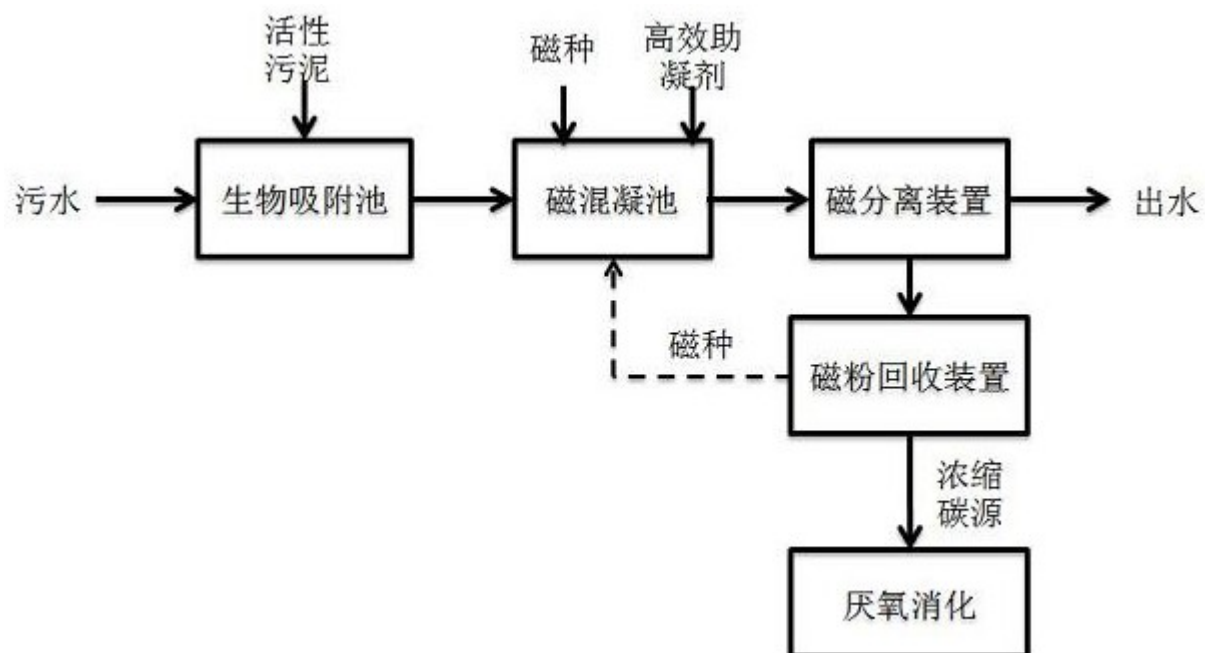 活性
污泥
磁种
高效助
凝剂
污水
生物吸附池
磁混凝池
磁分离装置
出水
磁种
磁粉回收装置
浓缩
碳源
厌氧消化